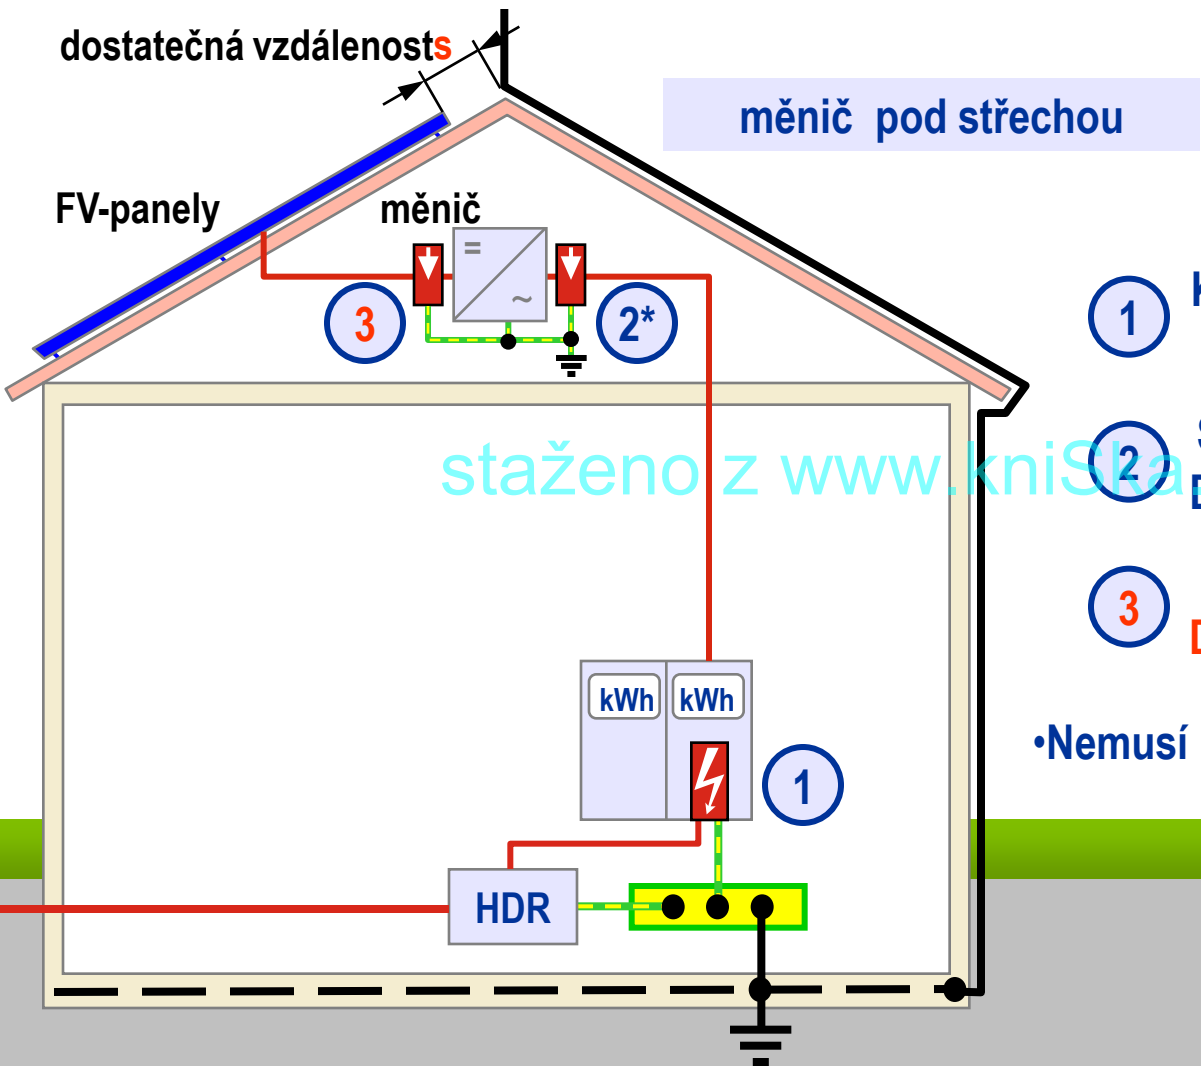 dostatečná vzdálenost s
měnič pod střechou
FV-panely
měnič
=
~
3
2*
1
staženo z www.kniSka.
2
3
kWh
kWh
•Nemusí
1
HDR